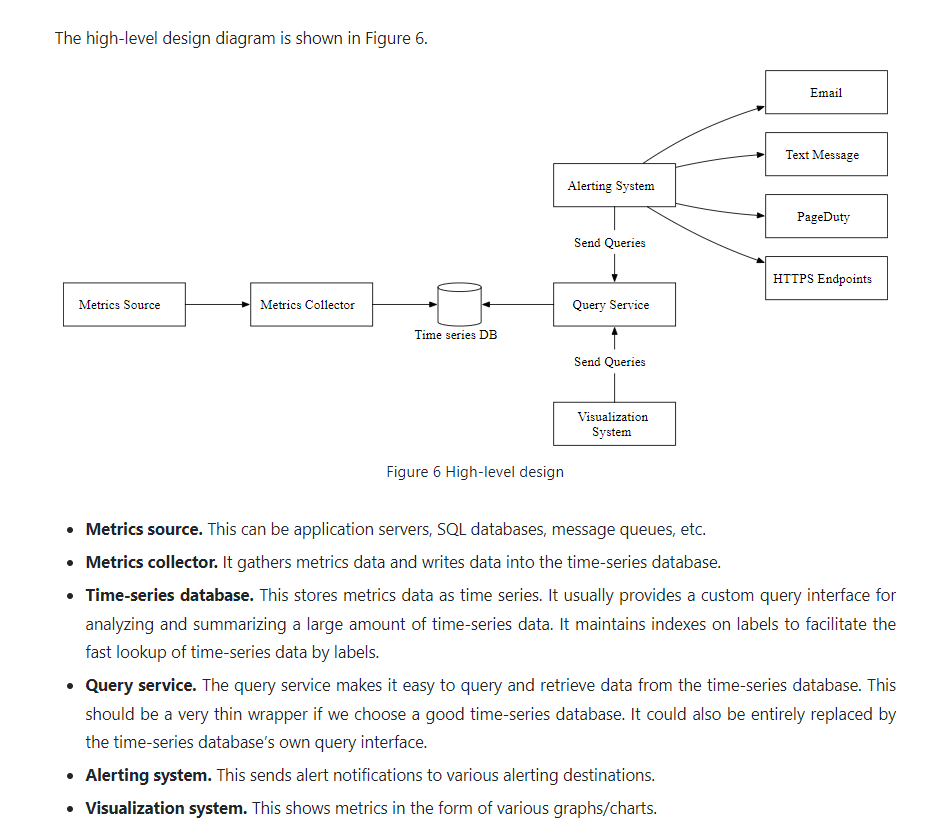 The high-level design diagram is shown in Figure 6.
Email
Text Message
Alerting System
PageDuty
Send Queries
HTTPS Endpoints
Metrics Source
Metrics Collector
Query Service
Time series DB
Send Queries
Visualization
System
Figure 6 High-level design
• Metrics source. This can be application servers, SQL databases, message queues, etc.
• Metrics collector. It gathers metrics data and writes data into the time-series database.
• Time-series database. This stores metrics data as time series. It usually provides a custom query interface for
analyzing and summarizing a large amount of time-series data. It maintains indexes on labels to facilitate the
fast lookup of time-series data by labels.
• Query service. The query service makes it easy to query and retrieve data from the time-series database. This
should be a very thin wrapper if we choose a good time-series database. It could also be entirely replaced by
the time-series database’s own query interface.
• Alerting system. This sends alert notifications to various alerting destinations.
• Visualization system. This shows metrics in the form of various graphs/charts.